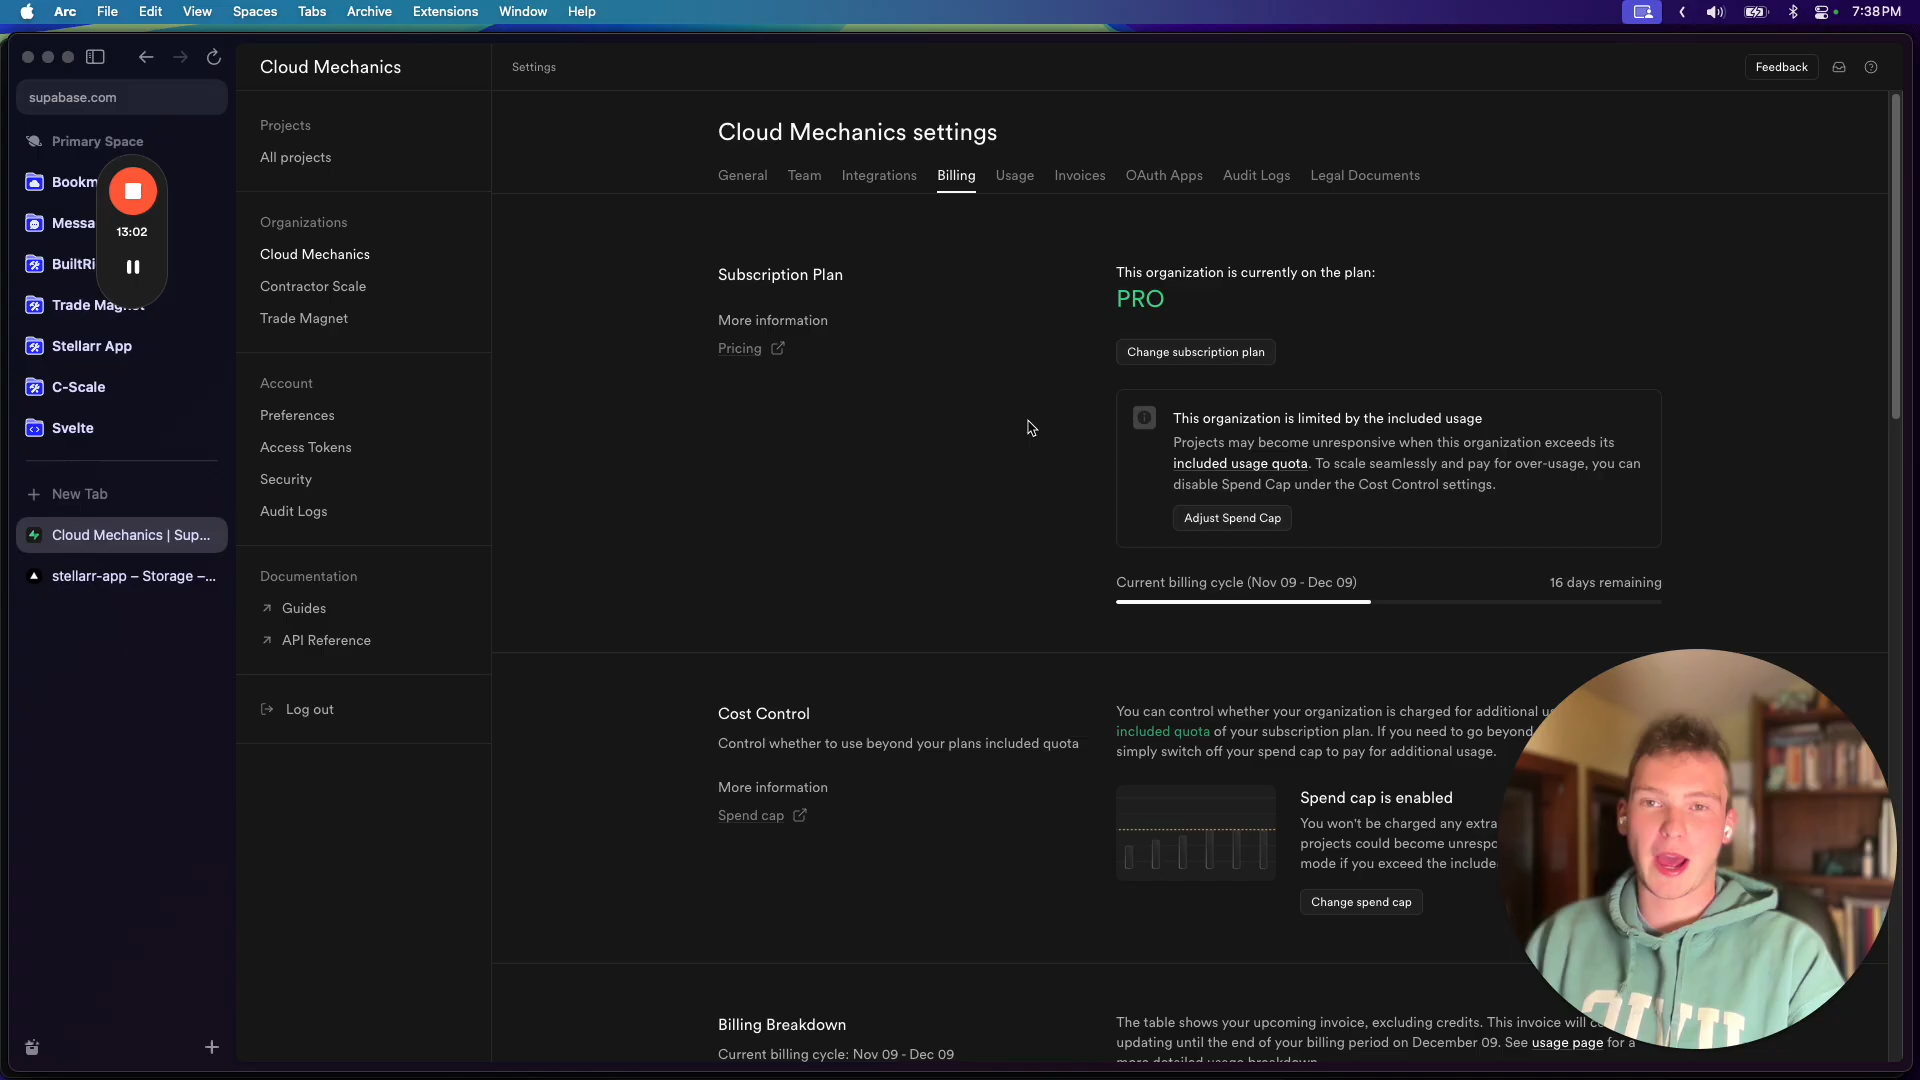 Arc File Edit View Spaces Tabs Archive Extensions Window Help
7:38PM
supabase.com
Primary Space
Bookm
Messa
BuiltRi
Trade Magnet
Stellarr App
C-Scale
Svelte
13:02
New Tab
Cloud Mechanics | Sup...
stellarr-app – Storage –...
Cloud Mechanics
Projects
All projects
Organizations
Cloud Mechanics
Contractor Scale
Trade Magnet
Account
Preferences
Access Tokens
Security
Audit Logs
Documentation
Guides
API Reference
Log out
Settings
Feedback
Cloud Mechanics settings
General Team Integrations Billing Usage Invoices OAuth Apps Audit Logs Legal Documents
Subscription Plan
More information
Pricing
This organization is currently on the plan:
PRO
Change subscription plan
This organization is limited by the included usage
Projects may become unresponsive when this organization exceeds its
included usage quota. To scale seamlessly and pay for over-usage, you can
disable Spend Cap under the Cost Control settings.
Adjust Spend Cap
Current billing cycle (Nov 09 - Dec 09) 16 days remaining
Cost Control
Control whether to use beyond your plans included quota
More information
Spend cap
You can control whether your organization is charged for additional us
included quota of your subscription plan. If you need to go beyond
simply switch off your spend cap to pay for additional usage.
Spend cap is enabled
You won't be charged any extra
projects could become unrespo
mode if you exceed the include
Change spend cap
Billing Breakdown
Current billing cycle: Nov 09 - Dec 09
The table shows your upcoming invoice, excluding credits. This invoice will c
updating until the end of your billing period on December 09. See usage page for a
more detailed usage breakdown.